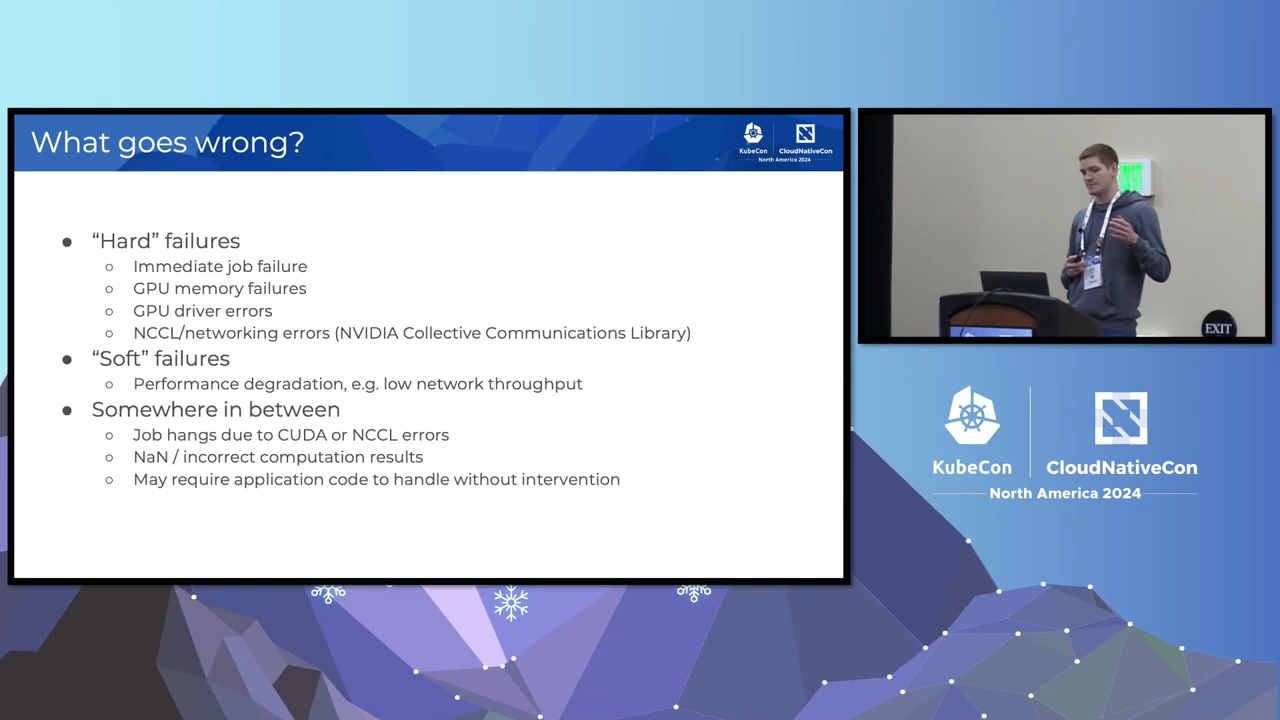 What goes wrong?
KubeCon
CloudNativeCon
North America 2024
● “Hard” failures
○ Immediate job failure
○ GPU memory failures
○ GPU driver errors
○ NCCL/networking errors (NVIDIA Collective Communications Library)
● “Soft” failures
○ Performance degradation, e.g. low network throughput
● Somewhere in between
○ Job hangs due to CUDA or NCCL errors
○ NaN / incorrect computation results
○ May require application code to handle without intervention
EXIT
KubeCon
CloudNativeCon
North America 2024